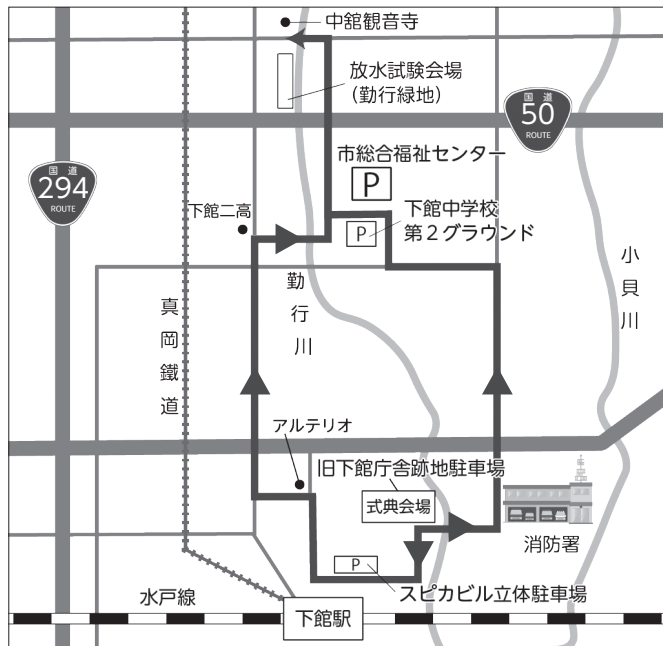 中舘観音寺
放水試験会場
(勤行緑地)
国道
50
ROUTE
市総合福祉センター
P
国道
294
ROUTE
下館二高
下館中学校
第2グラウンド
P
小貝川
勤行川
真岡鐵道
アルテリオ
旧下館庁舎跡地駐車場
式典会場
消防署
P
スピカビル立体駐車場
水戸線
下館駅